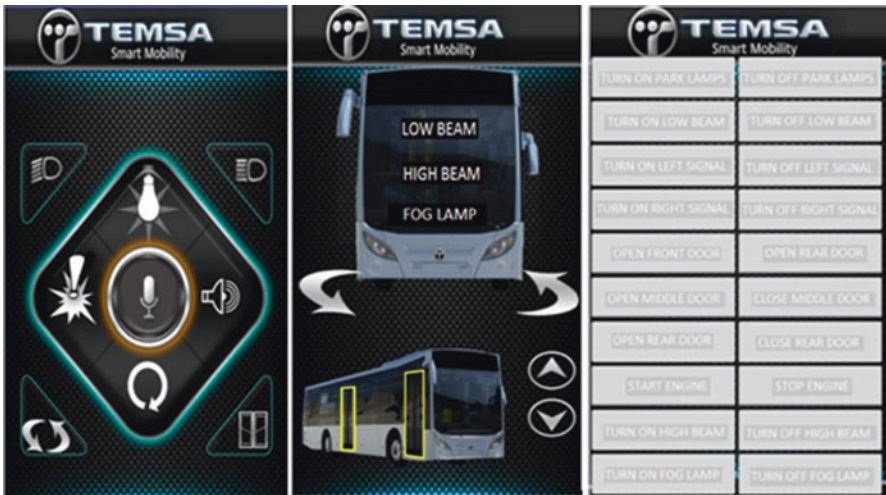 TEMSA
Smart Mobility
TEMSA
Smart Mobility
LOW BEAM
HIGH BEAM
FOG LAMP
TEMSA
Smart Mobility
TURN ON PARK LAMPS TURN OFF PARK LAMPS
TURN ON LOW BEAM TURN OFF LOW BEAM
TURN ON LEFT SIGNAL TURN OFF LEFT SIGNAL
TURN ON RIGHT SIGNAL TURN OFF RIGHT SIGNAL
OPEN FRONT DOOR OPEN REAR DOOR
OPEN MIDDLE DOOR CLOSE MIDDLE DOOR
OPEN REAR DOOR CLOSE REAR DOOR
START ENGINE STOP ENGINE
TURN ON HIGH BEAM TURN OFF HIGH BEAM
TURN ON FOG LAMP TURN OFF FOG LAMP